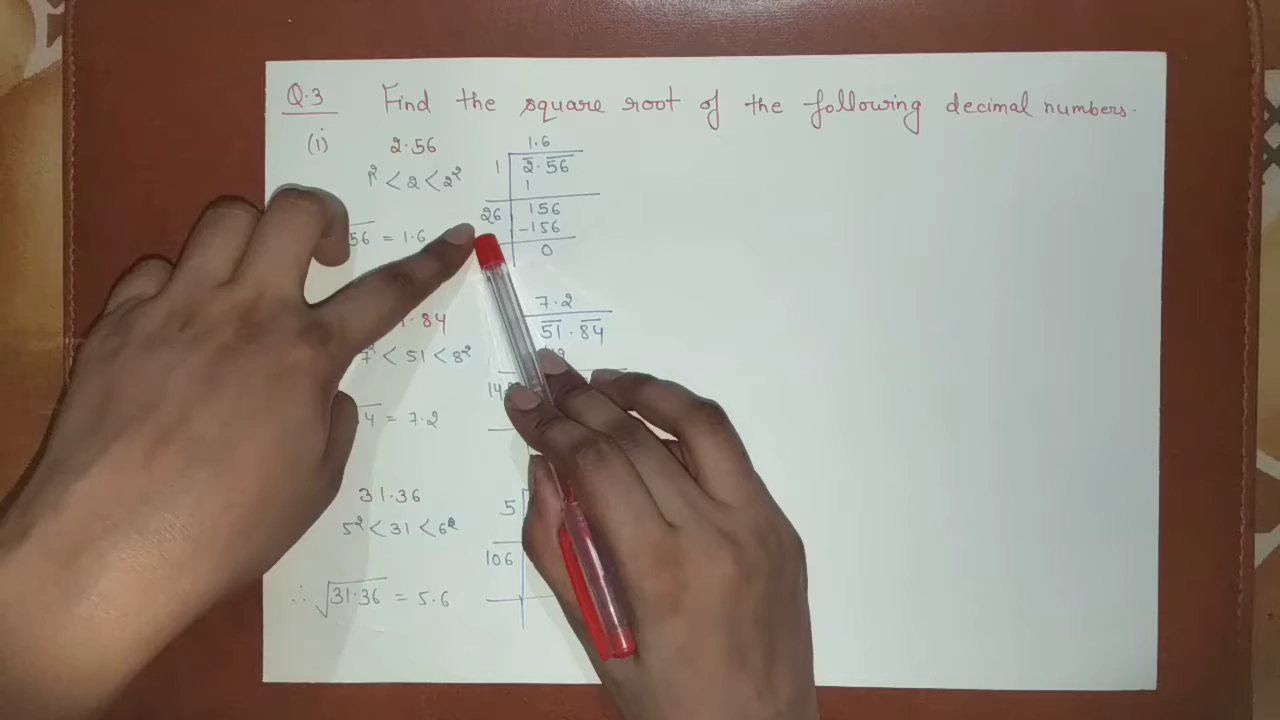 Q.3 Find the square root of the following decimal numbers.
(i) 2.56
1² < 2 < 2²
56 = 1.6
1.6
1 2.56
1
26 156
-156
0
.84
7² < 51 < 8²
4 = 7.2
7.2
51.84
14
31.36
5² < 31 < 6²
∴ √31.36 = 5.6
5
106